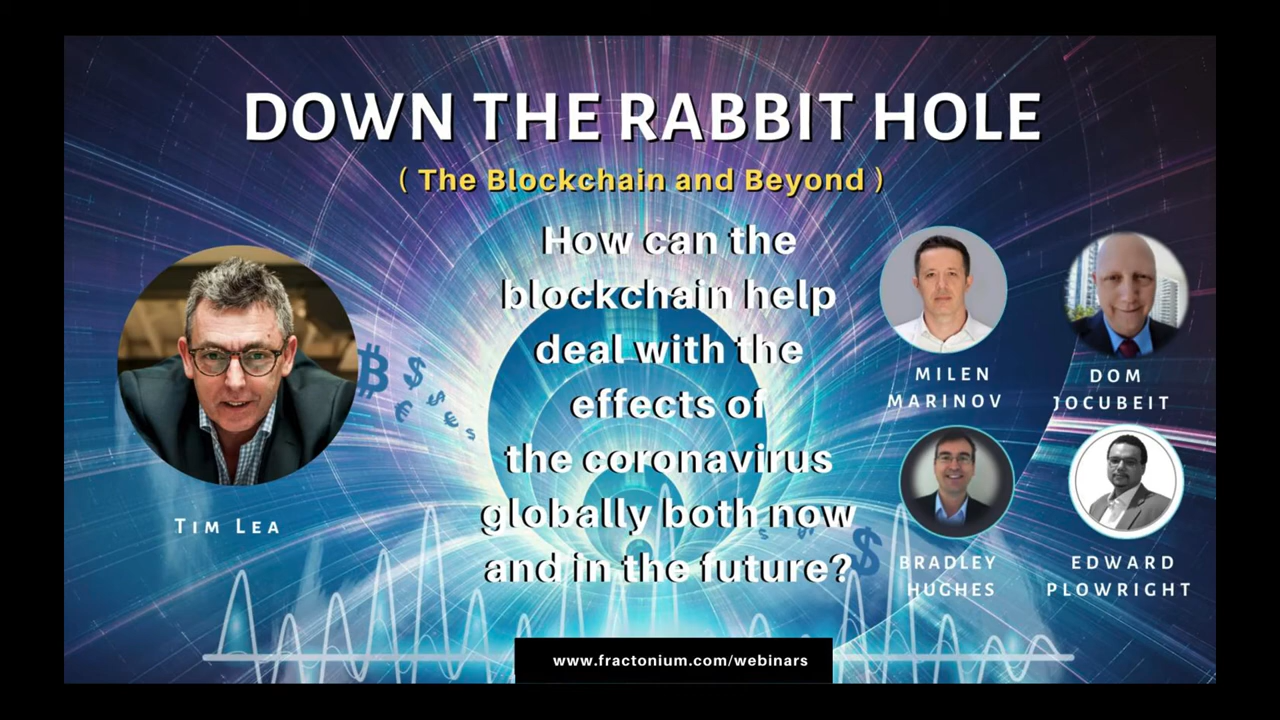 DOWN THE RABBIT HOLE
( The Blockchain and Beyond )
How can the
blockchain help
deal with the
effects of
the coronavirus
globally both now
and in the future?
TIM LEA
MILEN
MARINOV
DOM
JOCUBEIT
BRADLEY
HUGHES
EDWARD
PLOWRIGHT
www.fractonium.com/webinars